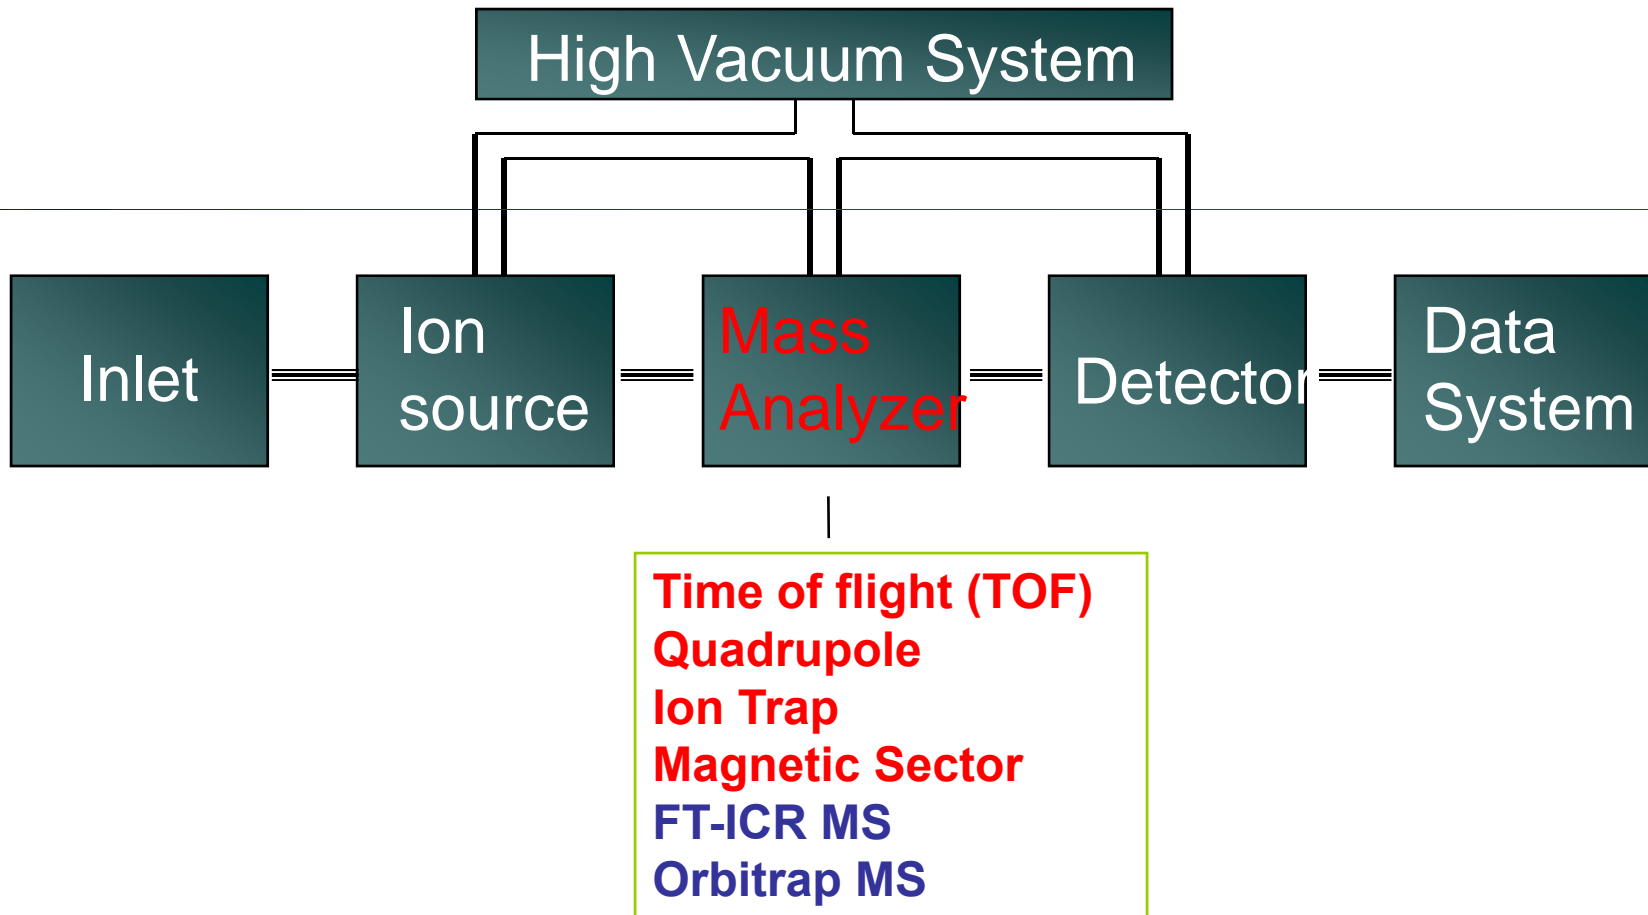 High Vacuum System
Inlet
Ion
source
Mass
Analyzer
Detector
Data
System
Time of flight (TOF)
Quadrupole
Ion Trap
Magnetic Sector
FT-ICR MS
Orbitrap MS